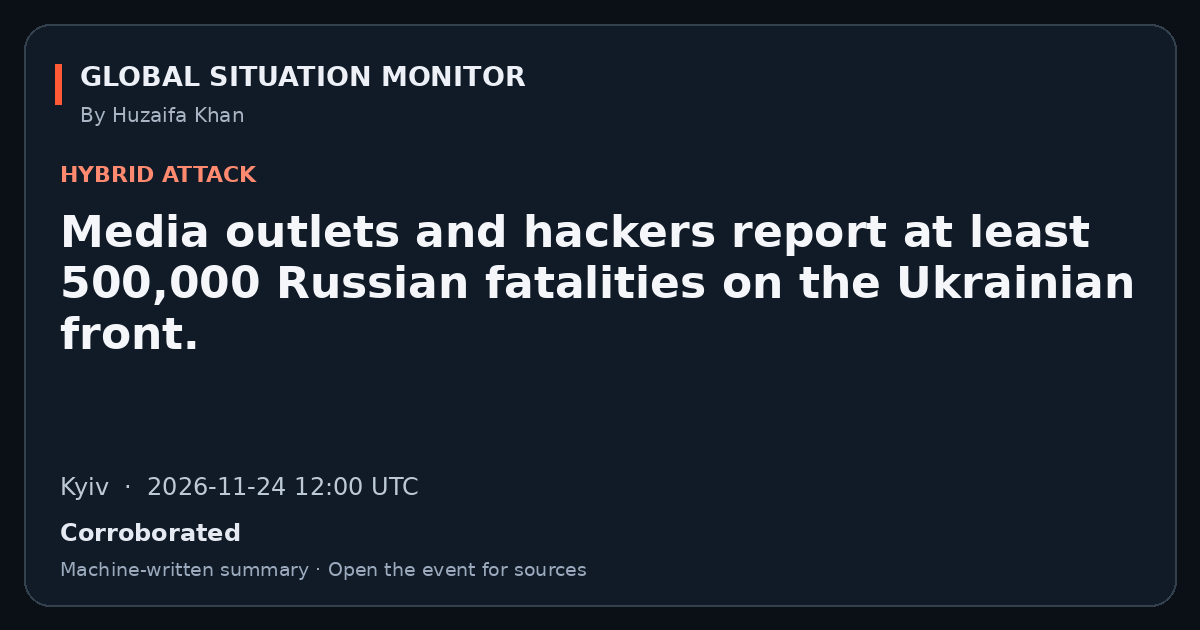 GLOBAL SITUATION MONITOR
By Huzaifa Khan
HYBRID ATTACK
Media outlets and hackers report at least
500,000 Russian fatalities on the Ukrainian
front.
Kyiv · 2026-11-24 12:00 UTC
Corroborated
Machine-written summary · Open the event for sources